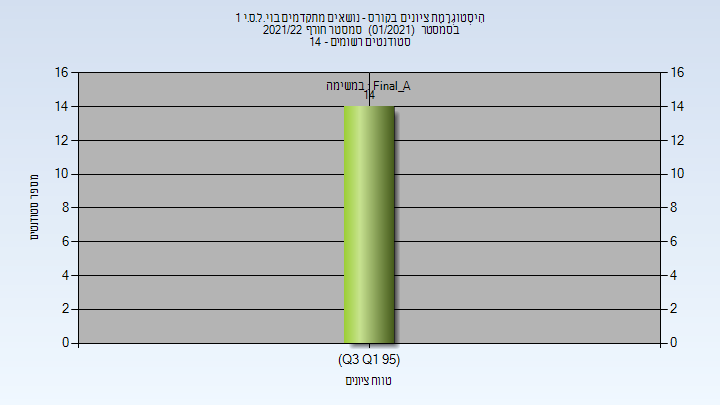 היסטוגרמת ציונים בקורס - נושאים מתקדמים בוי.ל.ס.י 1
בסמסטר (01/2021) סמסטר חורף 2021/22
סטודנטים רשומים - 14
במשימה : Final_A
14
16 16
14 14
12 12
10 10
8 8
6 6
4 4
2 2
0 0
מספר סטודנטים
(Q3 Q1 95)
טווח ציונים